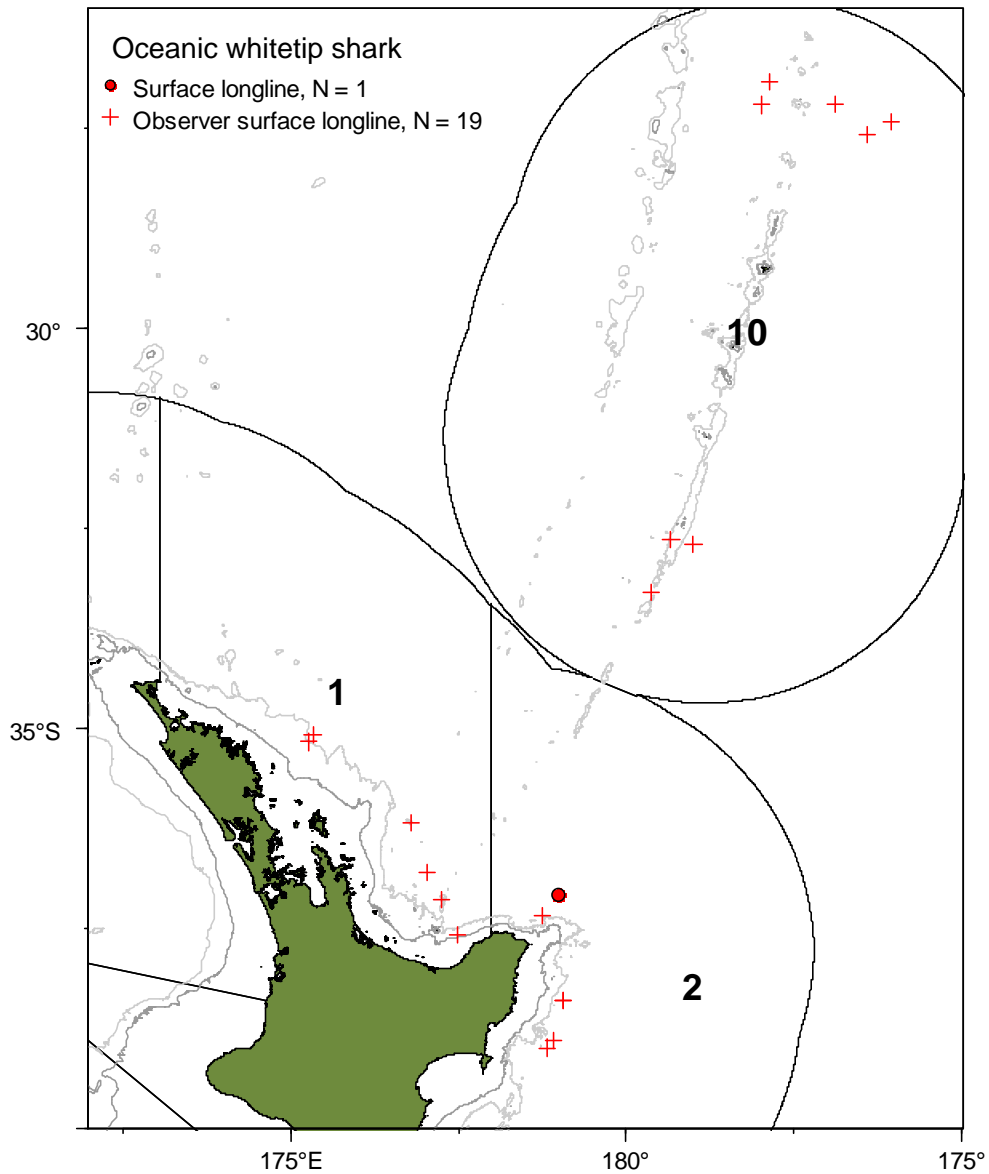 Oceanic whitetip shark
Surface longline, N = 1
Observer surface longline, N = 19
30°
10
1
35°S
2
175°E
180°
175°